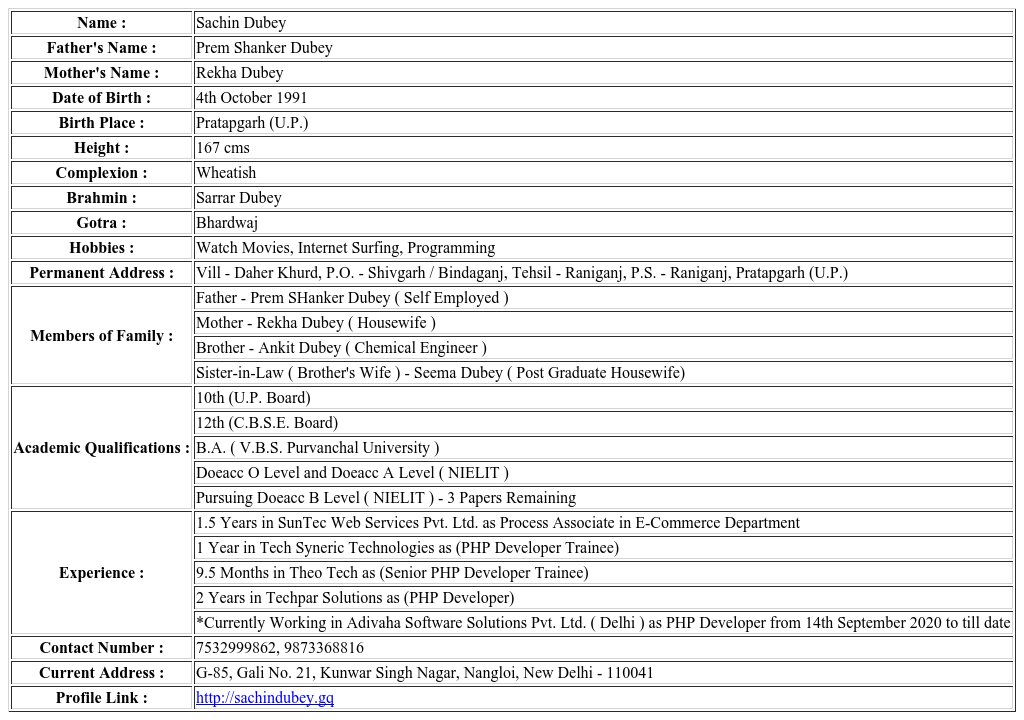 Name : Sachin Dubey
Father's Name : Prem Shanker Dubey
Mother's Name : Rekha Dubey
Date of Birth : 4th October 1991
Birth Place : Pratapgarh (U.P.)
Height : 167 cms
Complexion : Wheatish
Brahmin : Sarrar Dubey
Gotra : Bhardwaj
Hobbies : Watch Movies, Internet Surfing, Programming
Permanent Address : Vill - Daher Khurd, P.O. - Shivgarh / Bindaganj, Tehsil - Raniganj, P.S. - Raniganj, Pratapgarh (U.P.)
Members of Family :
Father - Prem SHanker Dubey ( Self Employed )
Mother - Rekha Dubey ( Housewife )
Brother - Ankit Dubey ( Chemical Engineer )
Sister-in-Law ( Brother's Wife ) - Seema Dubey ( Post Graduate Housewife)
Academic Qualifications :
10th (U.P. Board)
12th (C.B.S.E. Board)
B.A. ( V.B.S. Purvanchal University )
Doeacc O Level and Doeacc A Level ( NIELIT )
Pursuing Doeacc B Level ( NIELIT ) - 3 Papers Remaining
Experience :
1.5 Years in SunTec Web Services Pvt. Ltd. as Process Associate in E-Commerce Department
1 Year in Tech Syneric Technologies as (PHP Developer Trainee)
9.5 Months in Theo Tech as (Senior PHP Developer Trainee)
2 Years in Techpar Solutions as (PHP Developer)
*Currently Working in Adivaha Software Solutions Pvt. Ltd. ( Delhi ) as PHP Developer from 14th September 2020 to till date
Contact Number : 7532999862, 9873368816
Current Address : G-85, Gali No. 21, Kunwar Singh Nagar, Nangloi, New Delhi - 110041
Profile Link : http://sachindubey.gq